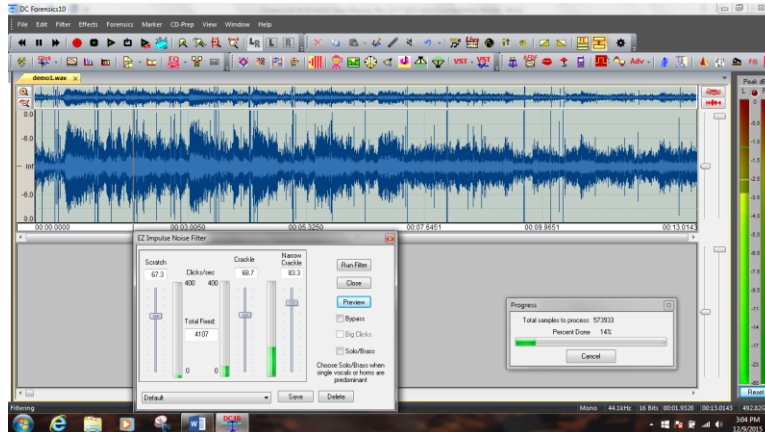 DC Forensics10
File Edit Filter Effects Forensics Marker CD-Prep View Window Help
VST VST Adv
demo1.wav
Peak dB
0.0
-6.0
Inf
-6.0
0.0
00:00.0000 00:03.0050 00:05.3250 00:07.6451 00:09.9651 00:13.0143
EZ Impulse Noise Filter
Scratch Crackle Narrow Crackle
67.3 Clicks/sec 68.7 83.3
400 400
Total Fixed
4107
0 0
Run Filter
Close
Preview
Bypass
Big Clicks
Solo/Brass
Choose Solo/Brass when
single vocals or horns are
predominant
Default Save Delete
Progress
Total samples to process: 573933
Percent Done 14%
Cancel
Reset
Filtering Mono 44.1kHz 16 Bits 00:01.9320 00:13.0143
DC10
3:04 PM
12/9/2015